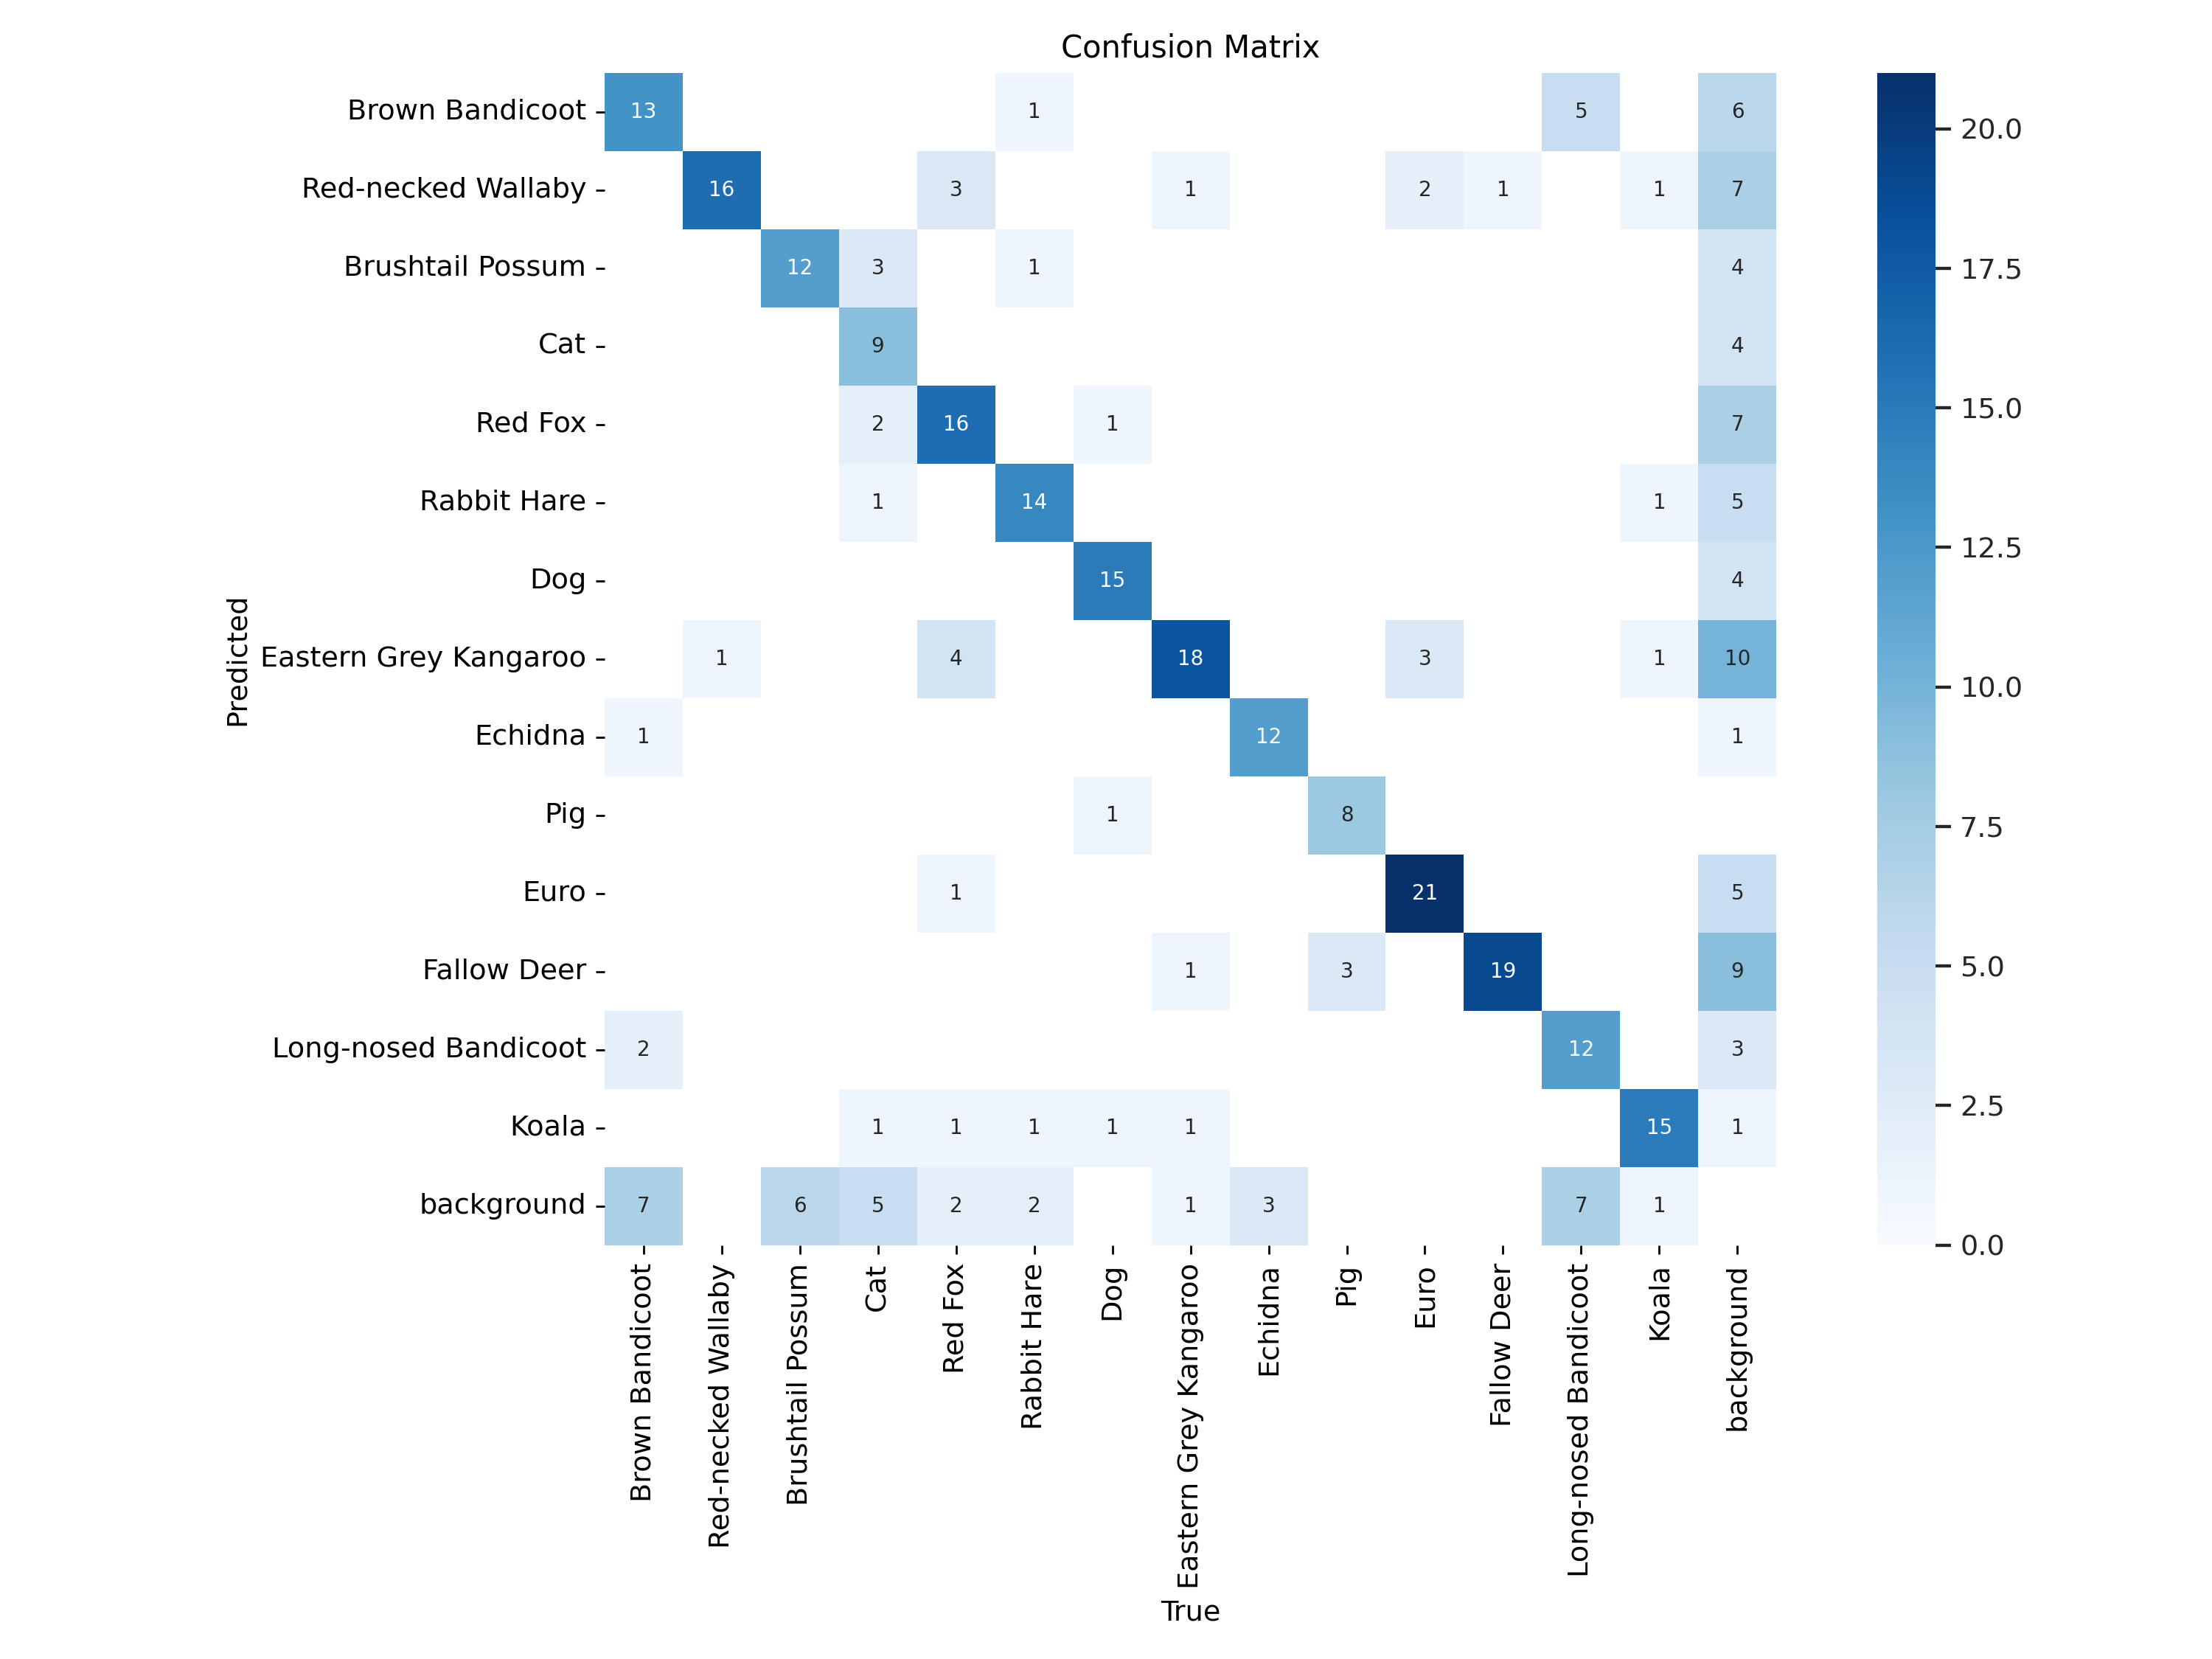 Confusion Matrix
Brown Bandicoot 13 1 5 6
Red-necked Wallaby 16 3 1 2 1 1 7
Brushtail Possum 12 3 1 4
Cat 9 4
Red Fox 2 16 1 7
Rabbit Hare 1 14 1 5
Dog 15 4
Eastern Grey Kangaroo 1 4 18 3 1 10
Echidna 1 12 1
Pig 1 8
Euro 1 21 5
Fallow Deer 1 3 19 9
Long-nosed Bandicoot 2 12 3
Koala 1 1 1 1 1 15 1
background 7 6 5 2 2 1 3 7 1
Predicted
Brown Bandicoot
Red-necked Wallaby
Brushtail Possum
Cat
Red Fox
Rabbit Hare
Dog
Eastern Grey Kangaroo
Echidna
Pig
Euro
Fallow Deer
Long-nosed Bandicoot
Koala
background
True
20.0
17.5
15.0
12.5
10.0
7.5
5.0
2.5
0.0